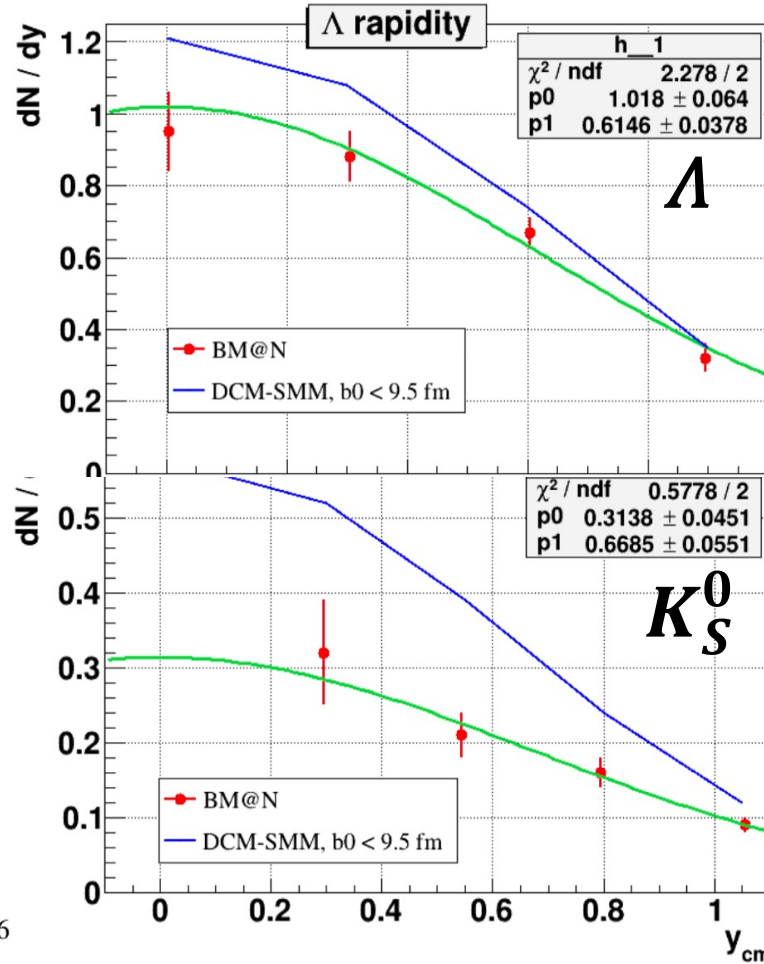 Λ rapidity
dN / dy
h__1
χ² / ndf 2.278 / 2
p0 1.018 ± 0.064
p1 0.6146 ± 0.0378
Λ
1.2
1
0.8
0.6
0.4
0.2
0
BM@N
DCM-SMM, b0 < 9.5 fm
dN /
χ² / ndf 0.5778 / 2
p0 0.3138 ± 0.0451
p1 0.6685 ± 0.0551
K⁰_S
0.5
0.4
0.3
0.2
0.1
0
BM@N
DCM-SMM, b0 < 9.5 fm
0 0.2 0.4 0.6 0.8 1
6
y_cm